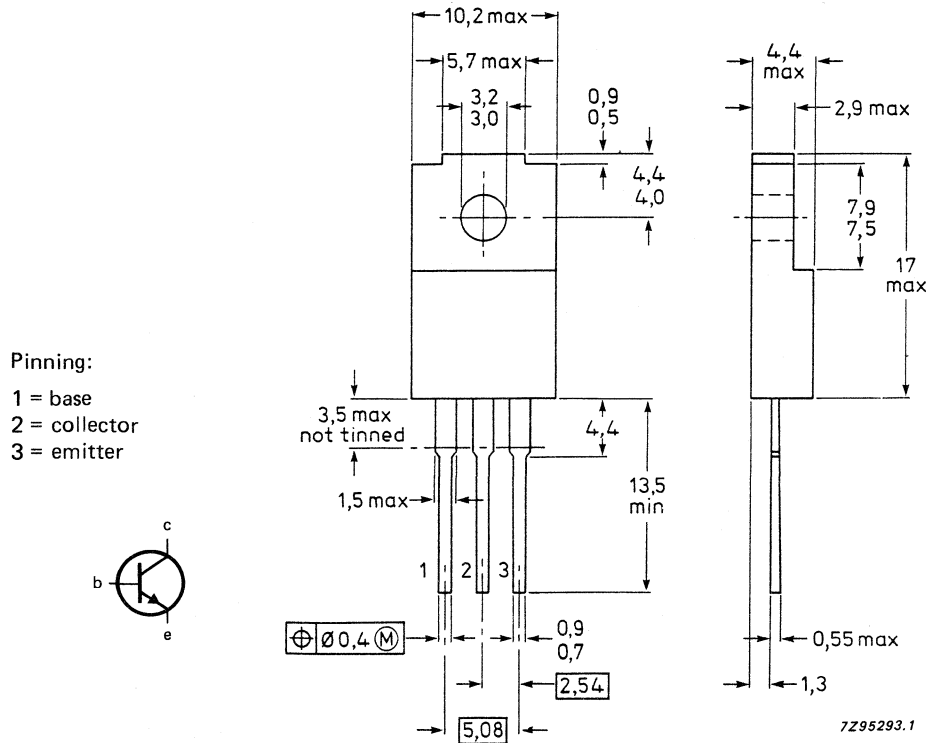 10,2 max
5,7 max
3,2
3,0
0,9
0,5
4,4
4,0
4,4
max
2,9 max
7,9
7,5
17
max
Pinning:
1 = base
2 = collector
3 = emitter
3,5 max
not tinned
4,4
13,5
min
1,5 max
1
2
3
c
b
e
⌖ Ø 0,4 Ⓜ
0,9
0,7
2,54
5,08
0,55 max
1,3
7Z95293.1